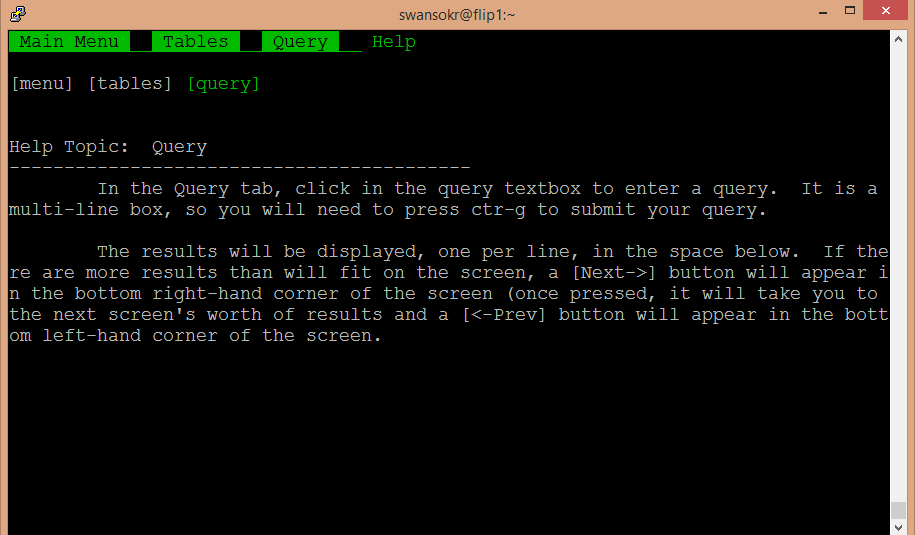 swansokr@flip1:~
Main Menu Tables Query Help
[menu] [tables] [query]
Help Topic:  Query
------------------------------------------
In the Query tab, click in the query textbox to enter a query.  It is a
multi-line box, so you will need to press ctr-g to submit your query.
The results will be displayed, one per line, in the space below.  If the
re are more results than will fit on the screen, a [Next->] button will appear i
n the bottom right-hand corner of the screen (once pressed, it will take you to
the next screen's worth of results and a [<-Prev] button will appear in the bott
om left-hand corner of the screen.